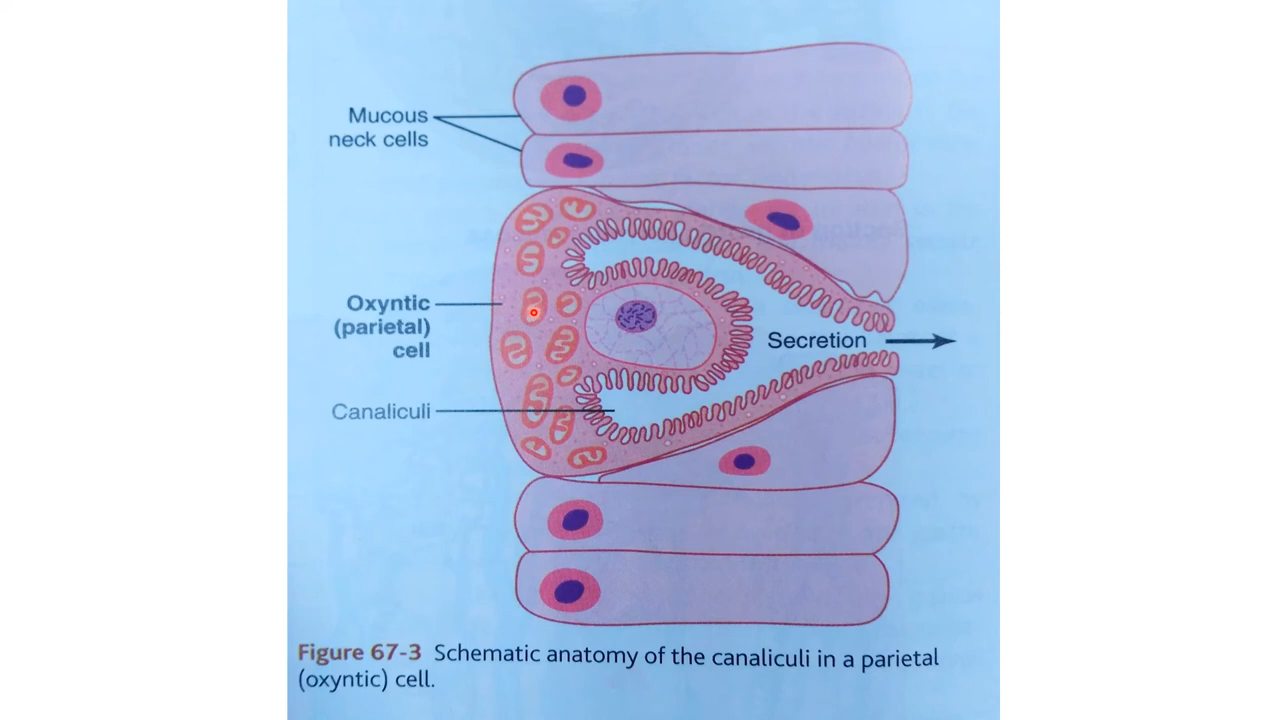 Mucous
neck cells
Oxyntic
(parietal)
cell
Secretion
Canaliculi
Figure 67-3 Schematic anatomy of the canaliculi in a parietal
(oxyntic) cell.